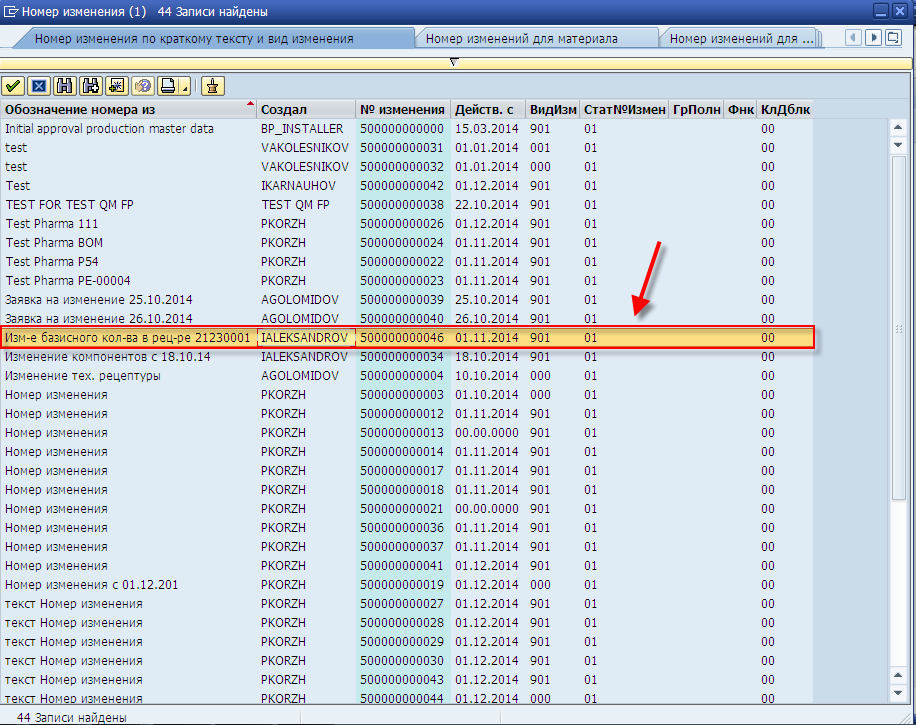 Номер изменения (1) 44 Записи найдены
Номер изменения по краткому тексту и вид изменения Номер изменений для материала Номер изменений для ...
Обозначение номера из Создал № изменения Действ. с ВидИзм Стат№Измен ГрПолн Фнк КлДблк
Initial approval production master data BP_INSTALLER 500000000000 15.03.2014 901 01 00
test VAKOLESNIKOV 500000000031 01.01.2014 001 01 00
test VAKOLESNIKOV 500000000032 01.01.2014 000 01 00
Test IKARNAUHOV 500000000042 01.12.2014 901 01 00
TEST FOR TEST QM FP TEST QM FP 500000000038 22.10.2014 901 01 00
Test Pharma 111 PKORZH 500000000026 01.12.2014 901 01 00
Test Pharma BOM PKORZH 500000000024 01.11.2014 901 01 00
Test Pharma P54 PKORZH 500000000022 01.11.2014 901 01 00
Test Pharma PE-00004 PKORZH 500000000023 01.11.2014 901 01 00
Заявка на изменение 25.10.2014 AGOLOMIDOV 500000000039 25.10.2014 901 01 00
Заявка на изменение 26.10.2014 AGOLOMIDOV 500000000040 26.10.2014 901 01 00
Изм-е базисного кол-ва в рец-ре 21230001 IALEKSANDROV 500000000046 01.11.2014 901 01 00
Изменение компонентов с 18.10.14 IALEKSANDROV 500000000034 18.10.2014 901 01 00
Изменение тех. рецептуры AGOLOMIDOV 500000000004 10.10.2014 000 01 00
Номер изменения PKORZH 500000000003 01.10.2014 000 01 00
Номер изменения PKORZH 500000000012 01.11.2014 901 01 00
Номер изменения PKORZH 500000000013 00.00.0000 901 01 00
Номер изменения PKORZH 500000000014 01.11.2014 901 01 00
Номер изменения PKORZH 500000000017 01.11.2014 901 01 00
Номер изменения PKORZH 500000000018 01.11.2014 901 01 00
Номер изменения PKORZH 500000000021 00.00.0000 901 01 00
Номер изменения PKORZH 500000000036 01.11.2014 901 01 00
Номер изменения PKORZH 500000000037 01.11.2014 901 01 00
Номер изменения PKORZH 500000000041 01.12.2014 901 01 00
Номер изменения с 01.12.201 PKORZH 500000000019 01.12.2014 000 01 00
текст Номер изменения PKORZH 500000000027 01.12.2014 901 01 00
текст Номер изменения PKORZH 500000000028 01.12.2014 901 01 00
текст Номер изменения PKORZH 500000000029 01.12.2014 901 01 00
текст Номер изменения PKORZH 500000000030 01.12.2014 901 01 00
текст Номер изменения PKORZH 500000000043 01.12.2014 901 01 00
текст Номер изменения PKORZH 500000000044 01.12.2014 000 01 00
44 Записи найдены